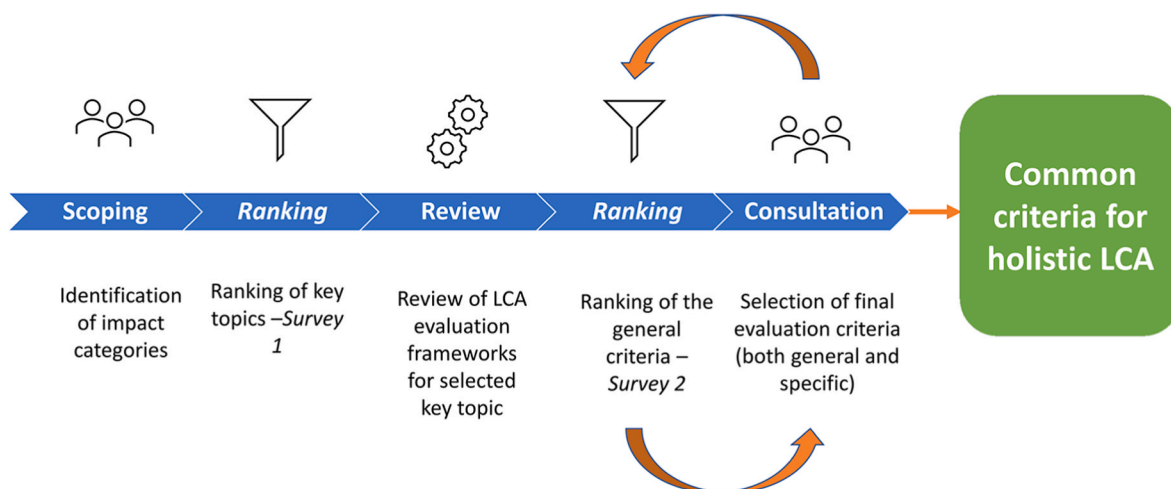 Scoping
Ranking
Review
Ranking
Consultation
Common
criteria for
holistic LCA
Identification
of impact
categories
Ranking of key
topics –Survey
1
Review of LCA
evaluation
frameworks
for selected
key topic
Ranking of the
general
criteria –
Survey 2
Selection of final
evaluation criteria
(both general and
specific)